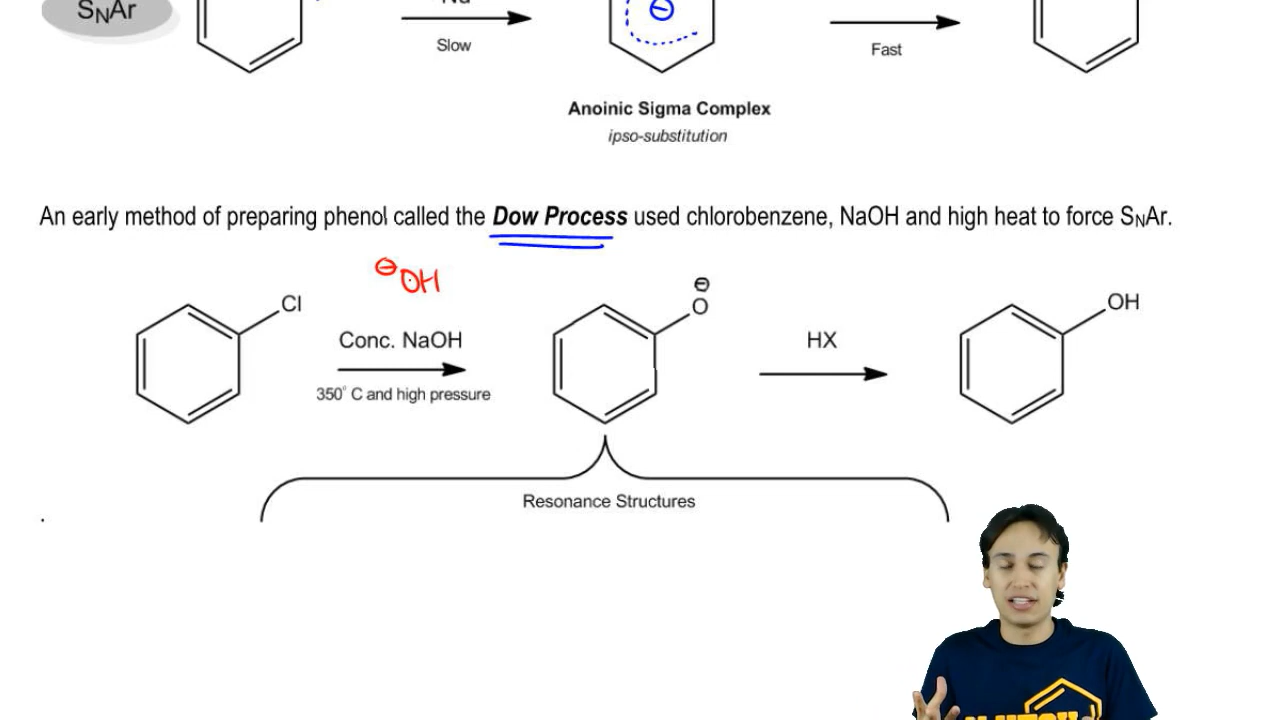 SNAr
Slow
Fast
⊖
Anoinic Sigma Complex
ipso-substitution
An early method of preparing phenol called the Dow Process used chlorobenzene, NaOH and high heat to force SNAr.
⊖OH
Cl
Conc. NaOH
350° C and high pressure
⊖
O
HX
OH
Resonance Structures